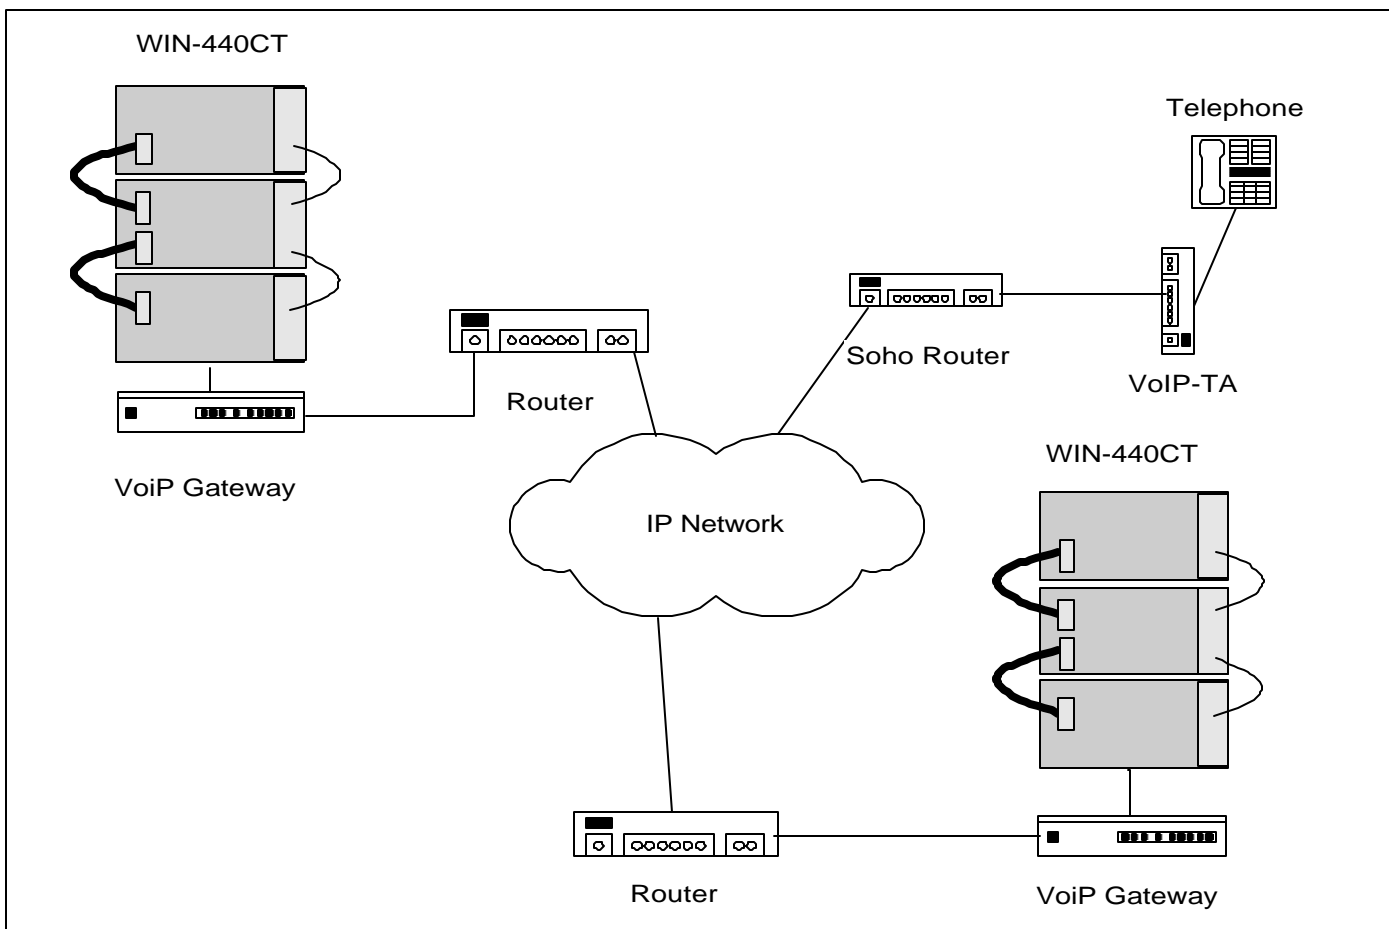 WIN-440CT
Telephone
Soho Router
VoIP-TA
Router
VoiP Gateway
WIN-440CT
IP Network
Router
VoiP Gateway